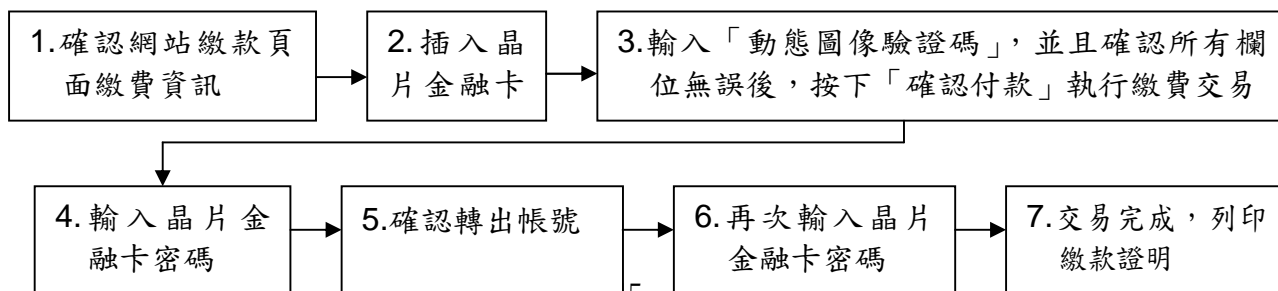 1.確認網站繳款頁
面繳費資訊
2.插入晶
片金融卡
3.輸入「動態圖像驗證碼」，並且確認所有欄
位無誤後，按下「確認付款」執行繳費交易
4.輸入晶片金
融卡密碼
5.確認轉出帳號
6.再次輸入晶片
金融卡密碼
7.交易完成，列印
繳款證明